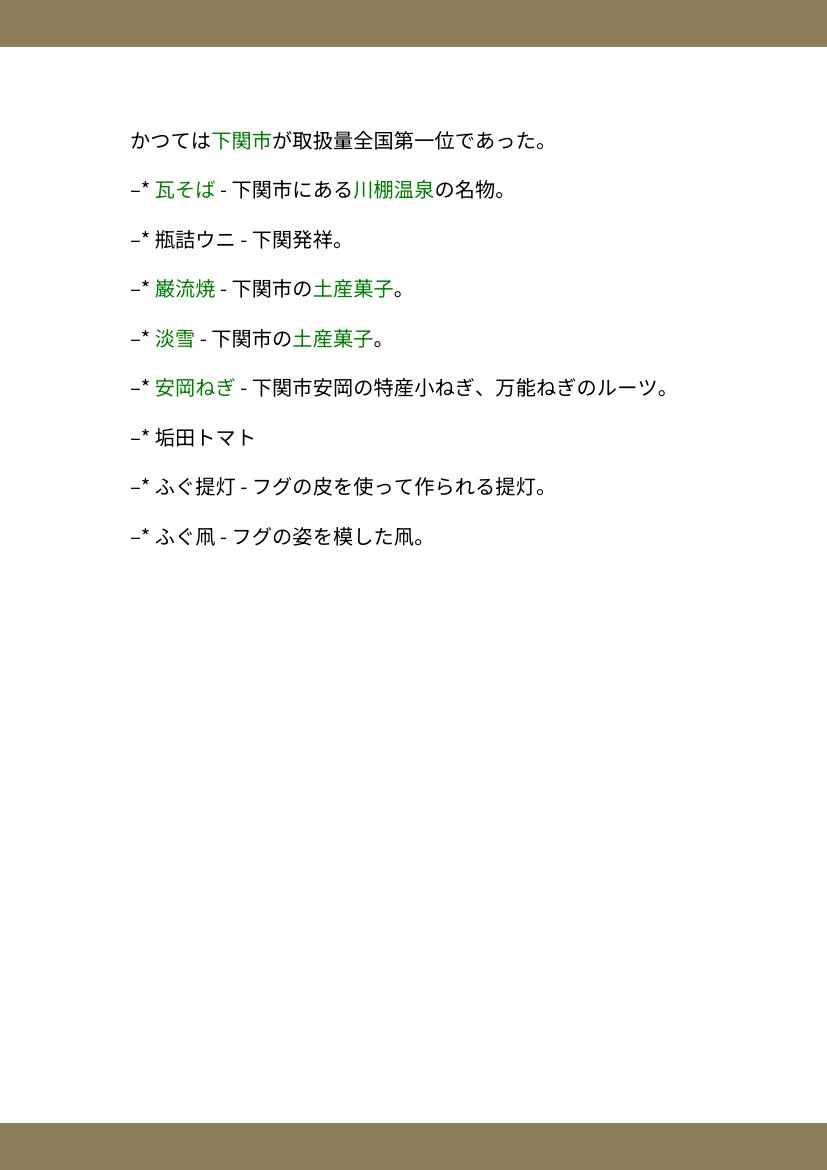 かつては下関市が取扱量全国第一位であった。
–* 瓦そば - 下関市にある川棚温泉の名物。
–* 瓶詰ウニ - 下関発祥。
–* 巌流焼 - 下関市の土産菓子。
–* 淡雪 - 下関市の土産菓子。
–* 安岡ねぎ - 下関市安岡の特産小ねぎ、万能ねぎのルーツ。
–* 垢田トマト
–* ふぐ提灯 - フグの皮を使って作られる提灯。
–* ふぐ凧 - フグの姿を模した凧。